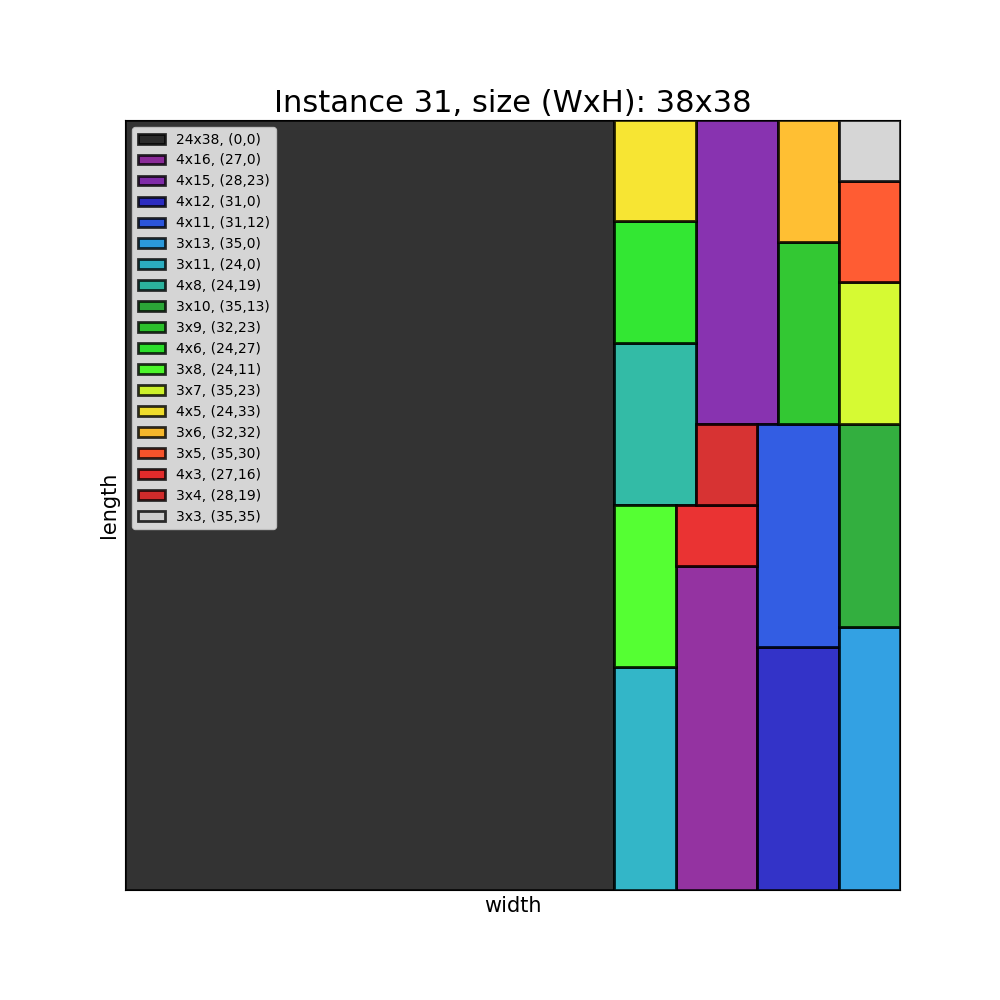 Instance 31, size (WxH): 38x38
24x38, (0,0)
4x16, (27,0)
4x15, (28,23)
4x12, (31,0)
4x11, (31,12)
3x13, (35,0)
3x11, (24,0)
4x8, (24,19)
3x10, (35,13)
3x9, (32,23)
4x6, (24,27)
3x8, (24,11)
3x7, (35,23)
4x5, (24,33)
3x6, (32,32)
3x5, (35,30)
4x3, (27,16)
3x4, (28,19)
3x3, (35,35)
length
width